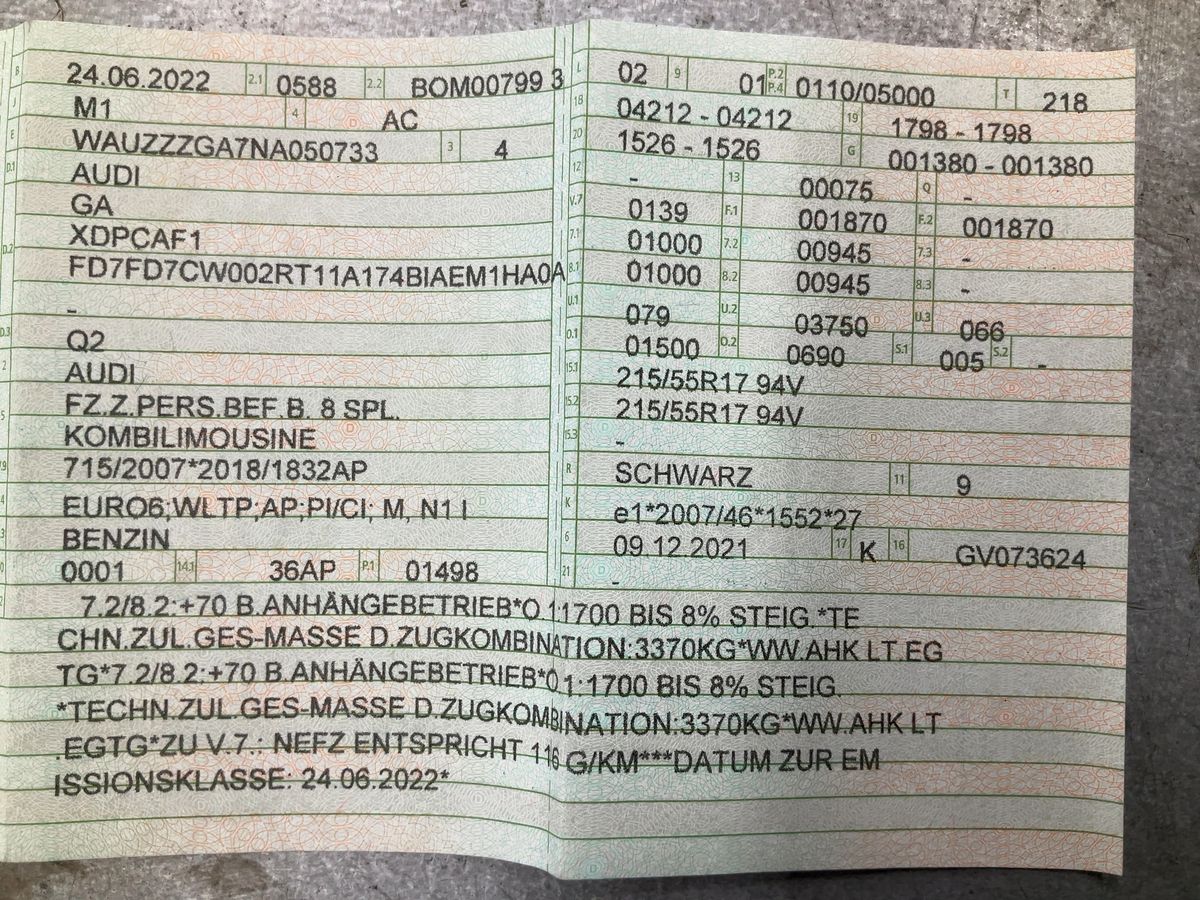 B 24.06.2022 2.1 0588 2.2 BOM00799 3
J M1 4 AC
E WAUZZZGA7NA050733 3 4
D.1 AUDI
GA
D.2 XDPCAF1
FD7FD7CW002RT11A174BIAEM1HA0A
-
D.3 Q2
2 AUDI
5 FZ.Z.PERS.BEF.B. 8 SPL.
KOMBILIMOUSINE
715/2007*2018/1832AP
EURO6;WLTP;AP;PI/CI; M, N1 I
BENZIN
0001 14.1 36AP P.1 01498
L 02 9 01 P.2 P.4 0110/05000 T 218
18 04212 - 04212 19 1798 - 1798
20 1526 - 1526 G 001380 - 001380
12 - 13 00075 Q -
V.7 0139 F.1 001870 F.2 001870
7.1 01000 7.2 00945 7.3 -
8.1 01000 8.2 00945 8.3 -
U.1 079 U.2 03750 U.3 066
O.1 01500 O.2 0690 S.1 005 S.2 -
15.1 215/55R17 94V
15.2 215/55R17 94V
15.3 -
R SCHWARZ 11 9
K e1*2007/46*1552*27
6 09.12.2021 17 K 16 GV073624
21 -
7.2/8.2:+70 B.ANHÄNGEBETRIEB*O.1:1700 BIS 8% STEIG.*TE
CHN.ZUL.GES-MASSE D.ZUGKOMBINATION:3370KG*WW.AHK LT.EG
TG*7.2/8.2:+70 B.ANHÄNGEBETRIEB*O.1:1700 BIS 8% STEIG.
*TECHN.ZUL.GES-MASSE D.ZUGKOMBINATION:3370KG*WW.AHK LT
.EGTG*ZU V.7.: NEFZ ENTSPRICHT 116 G/KM***DATUM ZUR EM
ISSIONSKLASSE: 24.06.2022*